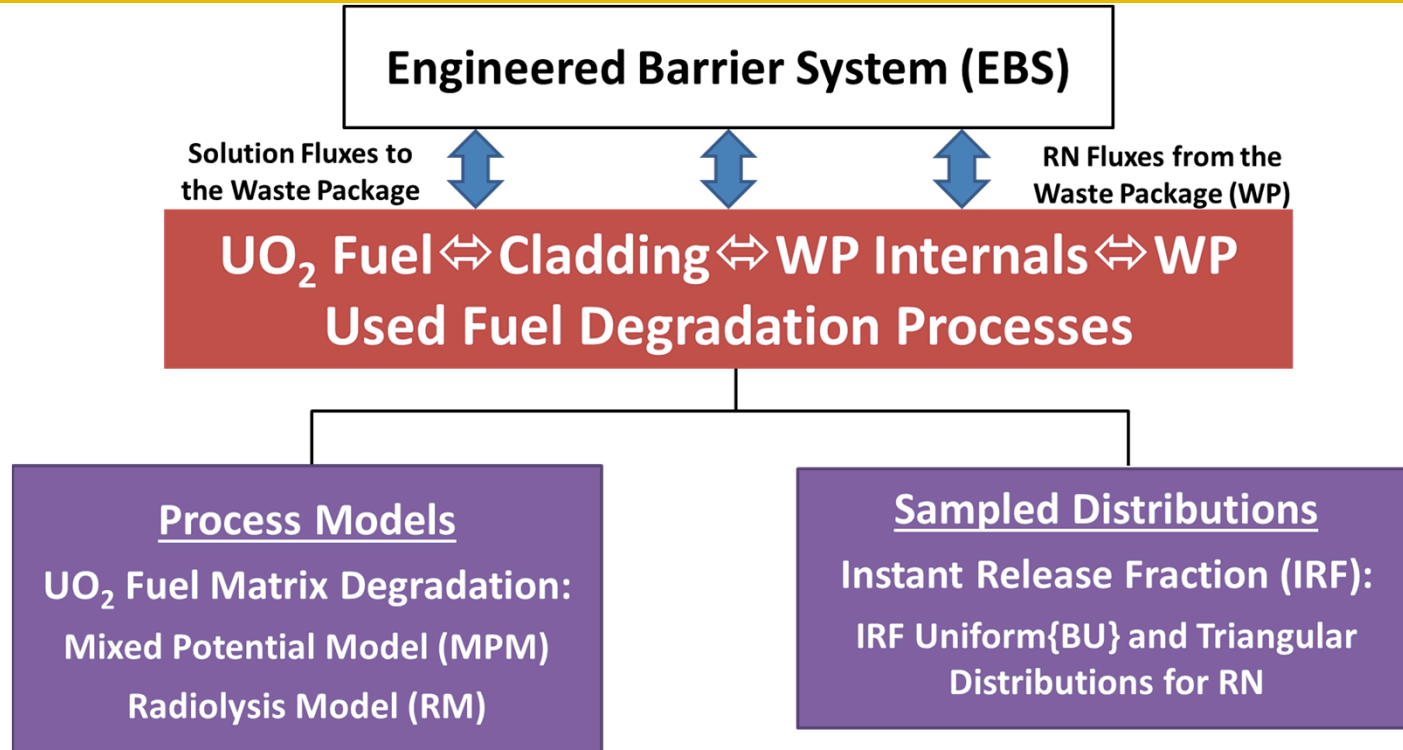 Engineered Barrier System (EBS)
Solution Fluxes to
the Waste Package
RN Fluxes from the
Waste Package (WP)
UO₂ Fuel⇔Cladding⇔WP Internals⇔WP
Used Fuel Degradation Processes
Process Models
UO₂ Fuel Matrix Degradation:
Mixed Potential Model (MPM)
Radiolysis Model (RM)
Sampled Distributions
Instant Release Fraction (IRF):
IRF Uniform{BU} and Triangular
Distributions for RN